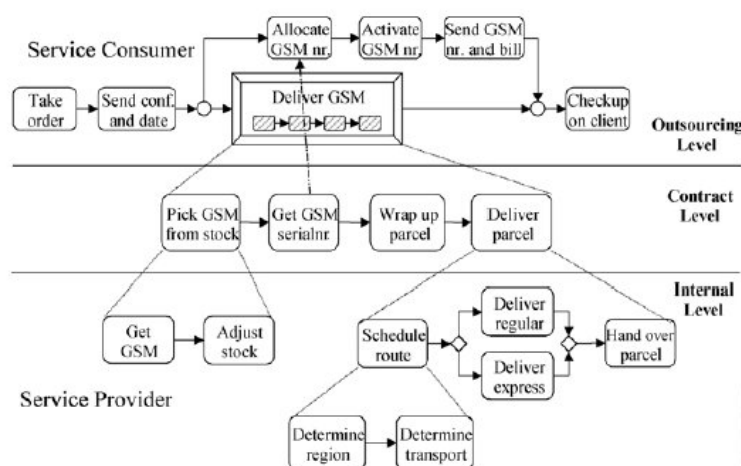 Service Consumer
Allocate
GSM nr.
Activate
GSM nr.
Send GSM
nr. and bill
Take
order
Send conf.
and date
Deliver GSM
Checkup
on client
Outsourcing
Level
Pick GSM
from stock
Get GSM
serialnr.
Wrap up
parcel
Deliver
parcel
Contract
Level
Internal
Level
Get
GSM
Adjust
stock
Schedule
route
Deliver
regular
Deliver
express
Hand over
parcel
Service Provider
Determine
region
Determine
transport